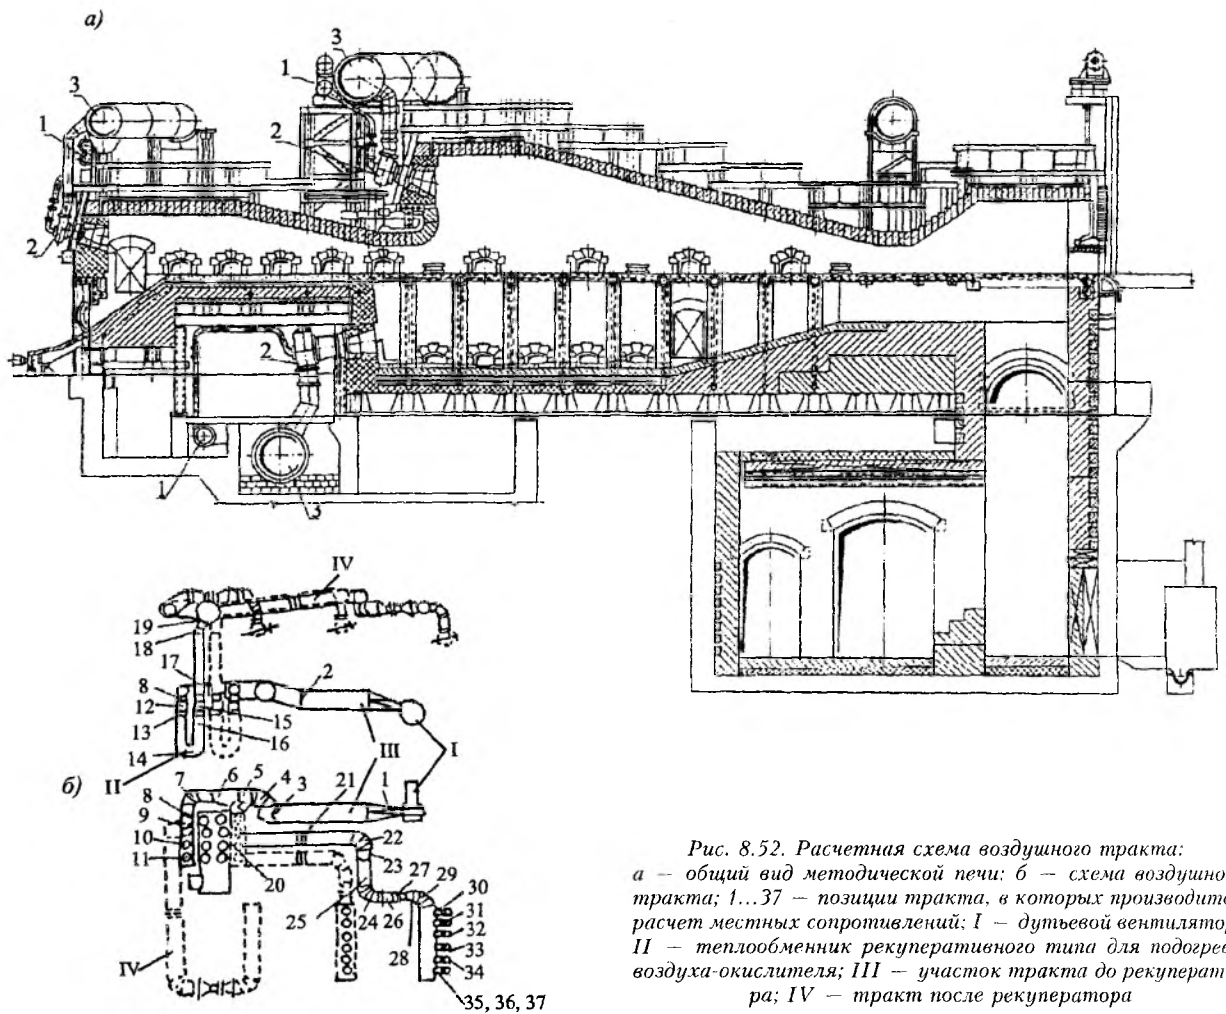 а)
3
1
3
1
2
2
2
1
3
IV
19
18
17
8
12
13
14
II
15
16
2
III
I
б)
7
6
5
4
3
21
1
8
9
10
11
20
22
23
24
25
26
27
28
29
30
31
32
33
34
35, 36, 37
IV
Рис. 8.52. Расчетная схема воздушного тракта:
а — общий вид методической печи; б — схема воздушно
тракта; 1...37 — позиции тракта, в которых производит
расчет местных сопротивлений; I — дутьевой вентилято
II — теплообменник рекуперативного типа для подогрев
воздуха-окислителя; III — участок тракта до рекуперат
ра; IV — тракт после рекуператора